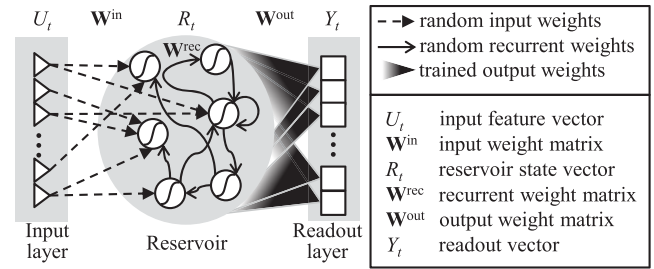 U_t W^in R_t W^out Y_t
W^rec
Input
layer
Reservoir
Readout
layer
random input weights
random recurrent weights
trained output weights
U_t input feature vector
W^in input weight matrix
R_t reservoir state vector
W^rec recurrent weight matrix
W^out output weight matrix
Y_t readout vector